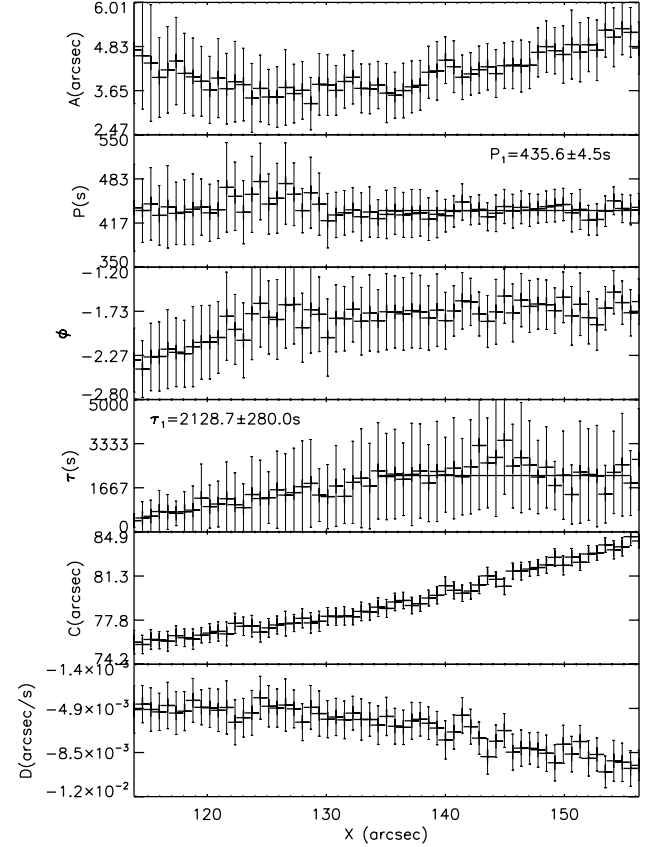 6.01
4.83
3.65
2.47
A(arcsec)
550
483
417
350
P(s)
P₁=435.6±4.5s
−1.20
−1.73
−2.27
−2.80
ϕ
5000
3333
1667
0
τ(s)
τ₁=2128.7±280.0s
84.9
81.3
77.8
74.2
C(arcsec)
−1.4×10⁻³
−4.9×10⁻³
−8.5×10⁻³
−1.2×10⁻²
D(arcsec/s)
120 130 140 150
X (arcsec)